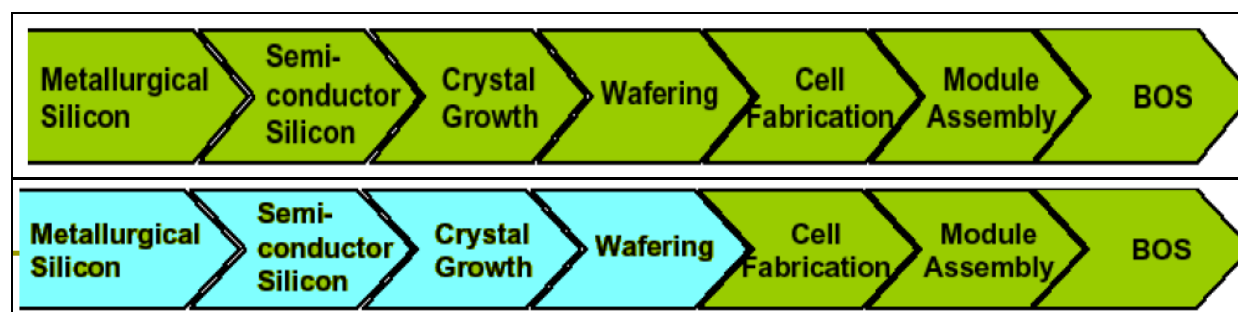 Metallurgical
Silicon
Semi-
conductor
Silicon
Crystal
Growth
Wafering
Cell
Fabrication
Module
Assembly
BOS
Metallurgical
Silicon
Semi-
conductor
Silicon
Crystal
Growth
Wafering
Cell
Fabrication
Module
Assembly
BOS